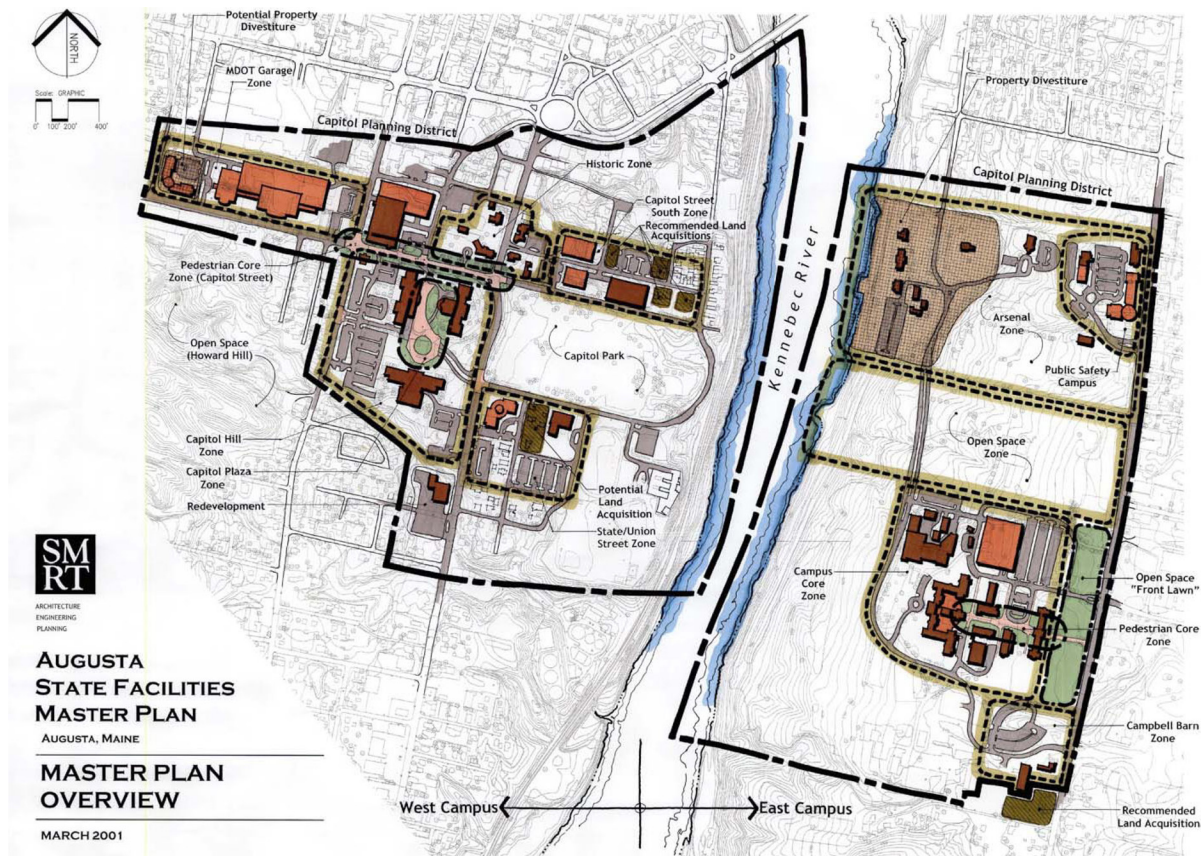 NORTH
Scale: GRAPHIC
0' 100' 200' 400'
Potential Property
Divestiture
MDOT Garage
Zone
Capitol Planning District
Historic Zone
Capitol Street
South Zone
Recommended Land
Acquisitions
Pedestrian Core
Zone (Capitol Street)
Open Space
(Howard Hill)
Capitol Park
Capitol Hill
Zone
Capitol Plaza
Zone
Redevelopment
Potential
Land
Acquisition
State/Union
Street Zone
Kennebec River
Property Divestiture
Capitol Planning District
Arsenal
Zone
Public Safety
Campus
Open Space
Zone
Campus
Core
Zone
Open Space
"Front Lawn"
Pedestrian Core
Zone
Campbell Barn
Zone
Recommended
Land Acquisition
West Campus
East Campus
SM
RT
ARCHITECTURE
ENGINEERING
PLANNING
AUGUSTA
STATE FACILITIES
MASTER PLAN
AUGUSTA, MAINE
MASTER PLAN
OVERVIEW
MARCH 2001